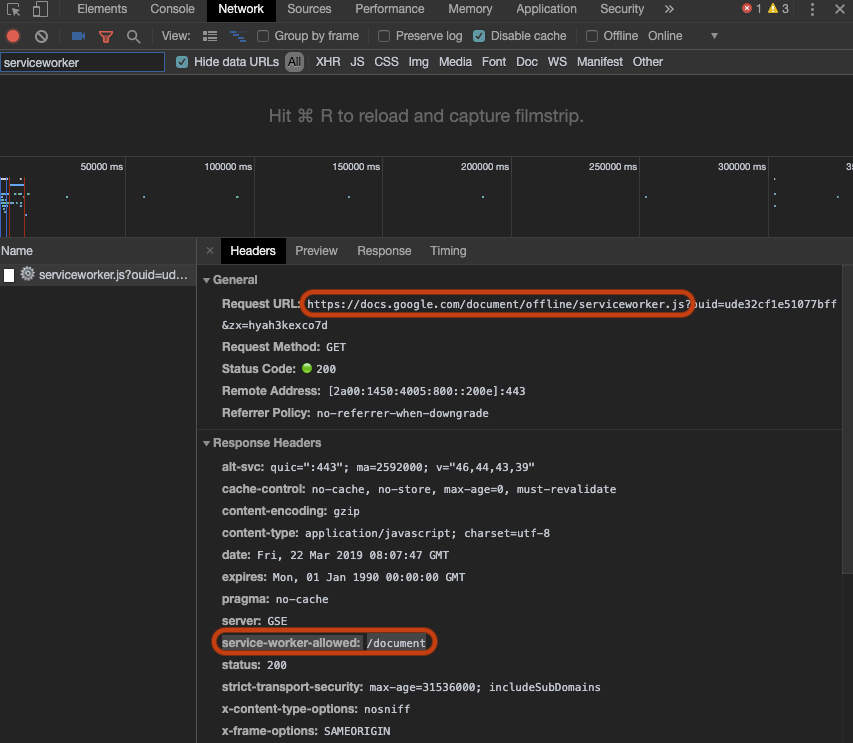 Elements Console Network Sources Performance Memory Application Security » 1 3
View: Group by frame Preserve log Disable cache Offline Online
serviceworker Hide data URLs All XHR JS CSS Img Media Font Doc WS Manifest Other
Hit ⌘ R to reload and capture filmstrip.
50000 ms 100000 ms 150000 ms 200000 ms 250000 ms 300000 ms 35
Name × Headers Preview Response Timing
serviceworker.js?ouid=ud...
General
Request URL: https://docs.google.com/document/offline/serviceworker.js?ouid=ude32cf1e51077bff
&zx=hyah3kexco7d
Request Method: GET
Status Code: 200
Remote Address: [2a00:1450:4005:800::200e]:443
Referrer Policy: no-referrer-when-downgrade
Response Headers
alt-svc: quic=":443"; ma=2592000; v="46,44,43,39"
cache-control: no-cache, no-store, max-age=0, must-revalidate
content-encoding: gzip
content-type: application/javascript; charset=utf-8
date: Fri, 22 Mar 2019 08:07:47 GMT
expires: Mon, 01 Jan 1990 00:00:00 GMT
pragma: no-cache
server: GSE
service-worker-allowed: /document
status: 200
strict-transport-security: max-age=31536000; includeSubDomains
x-content-type-options: nosniff
x-frame-options: SAMEORIGIN